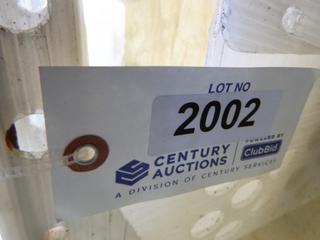 LOT NO
2002
POWERED BY
CENTURY
AUCTIONS
ClubBid
A DIVISION OF CENTURY SERVICES